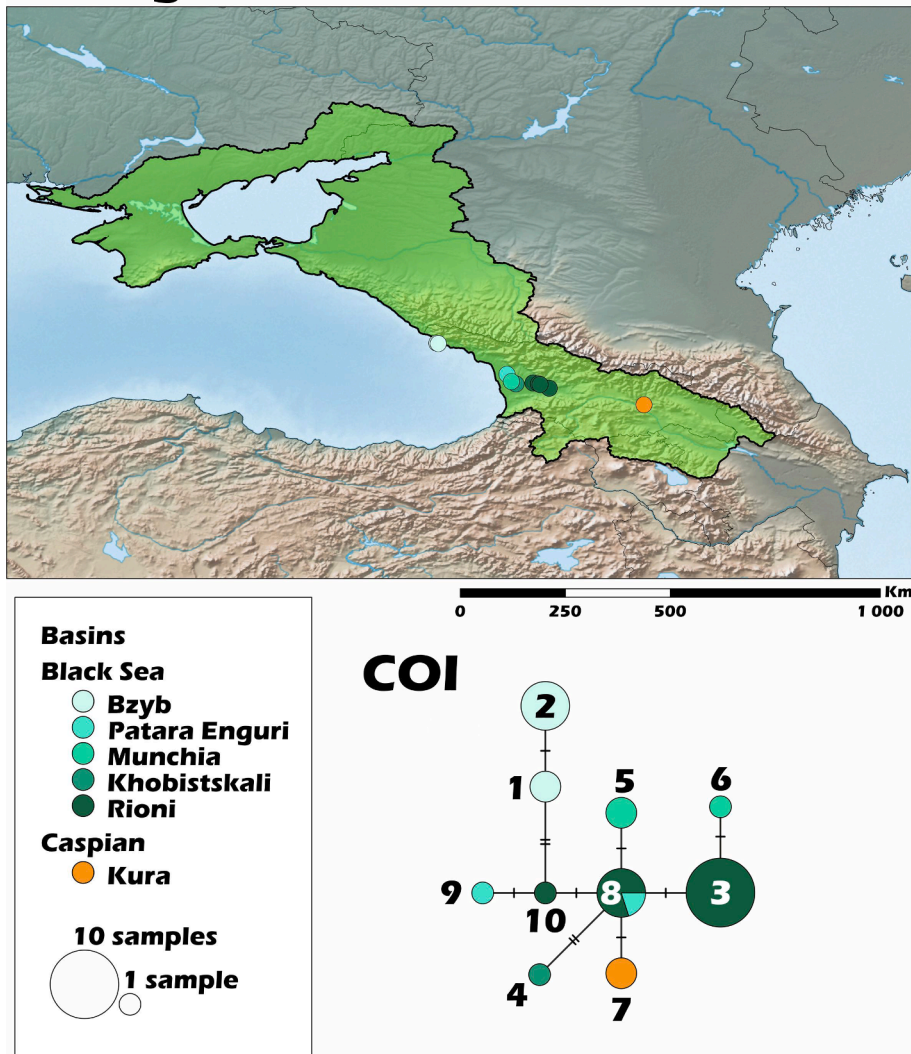 Km
0 250 500 1 000
Basins
Black Sea
Bzyb
Patara Enguri
Munchia
Khobistskali
Rioni
Caspian
Kura
10 samples
1 sample
COI
2
1
5
6
9
10
8
3
4
7